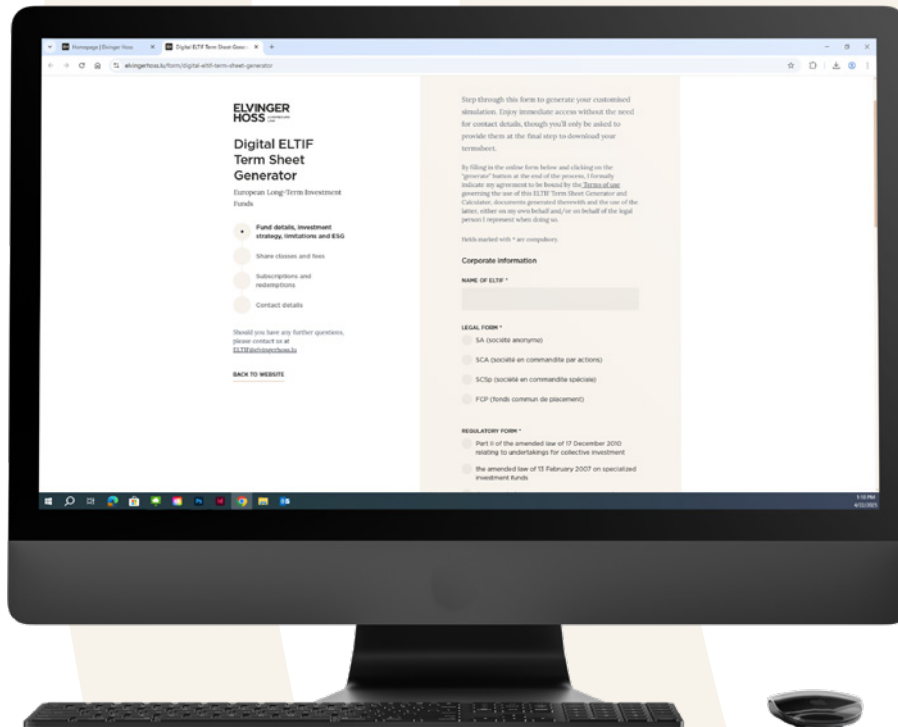 Homepage | Elvinger Hoss
Digital ELTIF Term Sheet Gene
elvingerhoss.lu/form/digital-eltif-term-sheet-generator
ELVINGER
HOSS LUXEMBOURG LAW
Digital ELTIF
Term Sheet
Generator
European Long-Term Investment
Funds
Fund details, investment
strategy, limitations and ESG
Share classes and fees
Subscriptions and
redemptions
Contact details
Should you have any further questions,
please contact us at
ELTIF@elvingerhoss.lu
BACK TO WEBSITE
Step through this form to generate your customised
simulation. Enjoy immediate access without the need
for contact details, though you'll only be asked to
provide them at the final step to download your
termsheet.
By filling in the online form below and clicking on the
"generate" button at the end of the process, I formally
indicate my agreement to be bound by the Terms of use
governing the use of this ELTIF Term Sheet Generator and
Calculator, documents generated therewith and the use of the
latter, either on my own behalf and/or on behalf of the legal
person I represent when doing so.
Fields marked with * are compulsory.
Corporate information
NAME OF ELTIF *
LEGAL FORM *
SA (société anonyme)
SCA (société en commandite par actions)
SCSp (société en commandite spéciale)
FCP (fonds commun de placement)
REGULATORY FORM *
Part II of the amended law of 17 December 2010
relating to undertakings for collective investment
the amended law of 13 February 2007 on specialized
investment funds